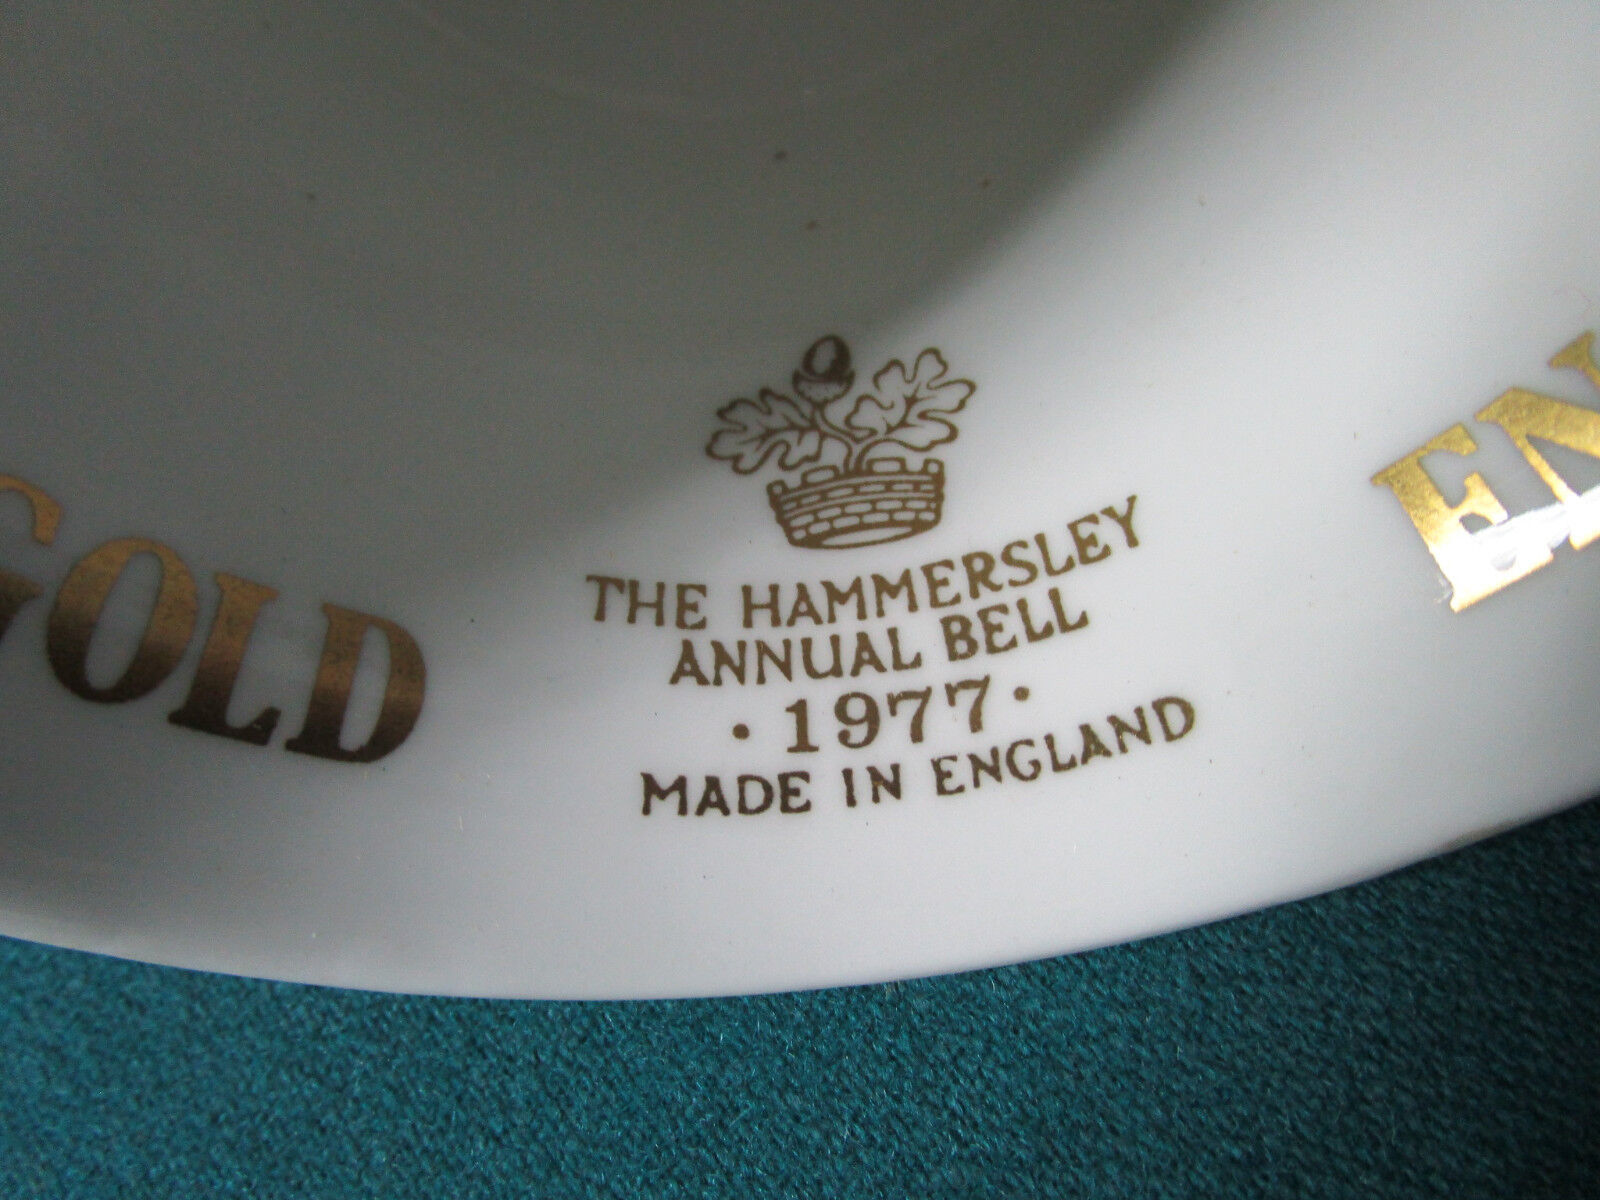 GOLD
THE HAMMERSLEY
ANNUAL BELL
· 1977 ·
MADE IN ENGLAND